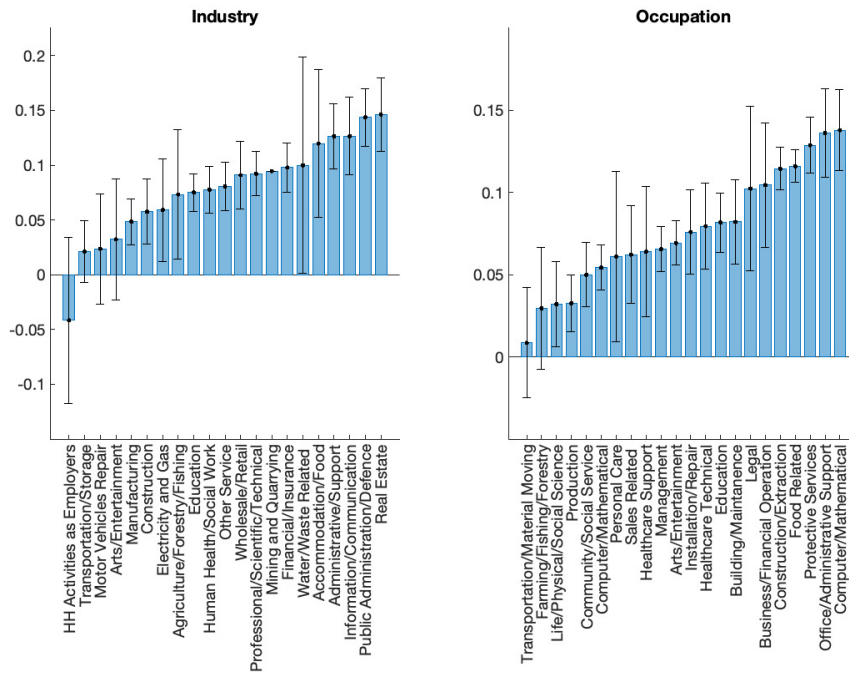 Industry
0.2
0.15
0.1
0.05
0
-0.05
-0.1
HH Activities as Employers
Transportation/Storage
Motor Vehicles Repair
Arts/Entertainment
Manufacturing
Construction
Electricity and Gas
Agriculture/Forestry/Fishing
Education
Human Health/Social Work
Other Service
Wholesale/Retail
Professional/Scientific/Technical
Mining and Quarrying
Financial/Insurance
Water/Waste Related
Accommodation/Food
Administrative/Support
Information/Communication
Public Administration/Defence
Real Estate
Occupation
0.15
0.1
0.05
0
Transportation/Material Moving
Farming/Fishing/Forestry
Life/Physical/Social Science
Production
Community/Social Service
Computer/Mathematical
Personal Care
Sales Related
Healthcare Support
Management
Arts/Entertainment
Installation/Repair
Healthcare Technical
Education
Building/Maintanence
Legal
Business/Financial Operation
Construction/Extraction
Food Related
Protective Services
Office/Administrative Support
Computer/Mathematical